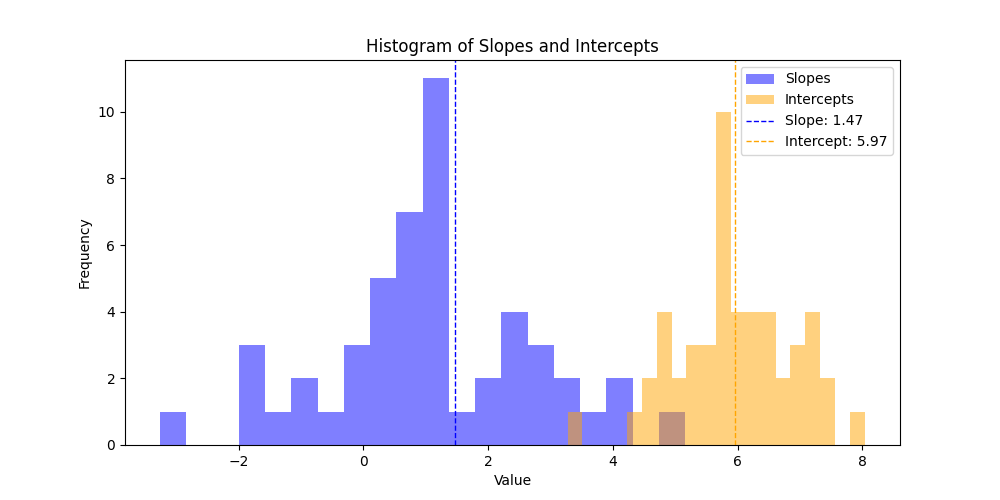 Histogram of Slopes and Intercepts
Slopes
Intercepts
Slope: 1.47
Intercept: 5.97
Frequency
10
8
6
4
2
0
−2
0
2
4
6
8
Value